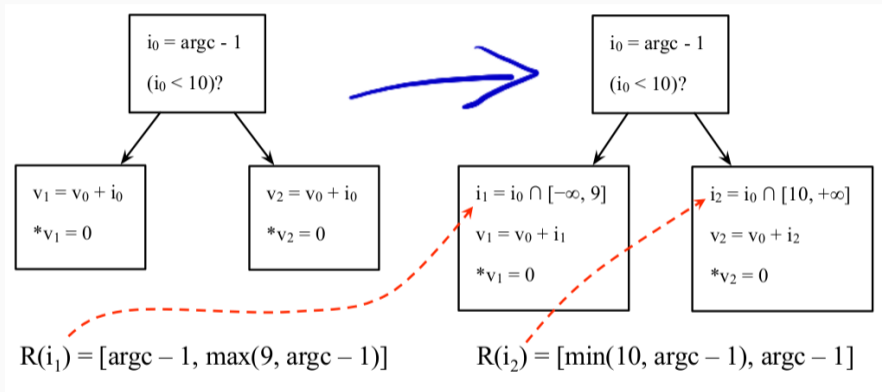 i₀ = argc - 1
(i₀ < 10)?
v₁ = v₀ + i₀
*v₁ = 0
v₂ = v₀ + i₀
*v₂ = 0
i₀ = argc - 1
(i₀ < 10)?
i₁ = i₀ ∩ [−∞, 9]
v₁ = v₀ + i₁
*v₁ = 0
i₂ = i₀ ∩ [10, +∞]
v₂ = v₀ + i₂
*v₂ = 0
R(i₁) = [argc – 1, max(9, argc – 1)]
R(i₂) = [min(10, argc – 1), argc – 1]